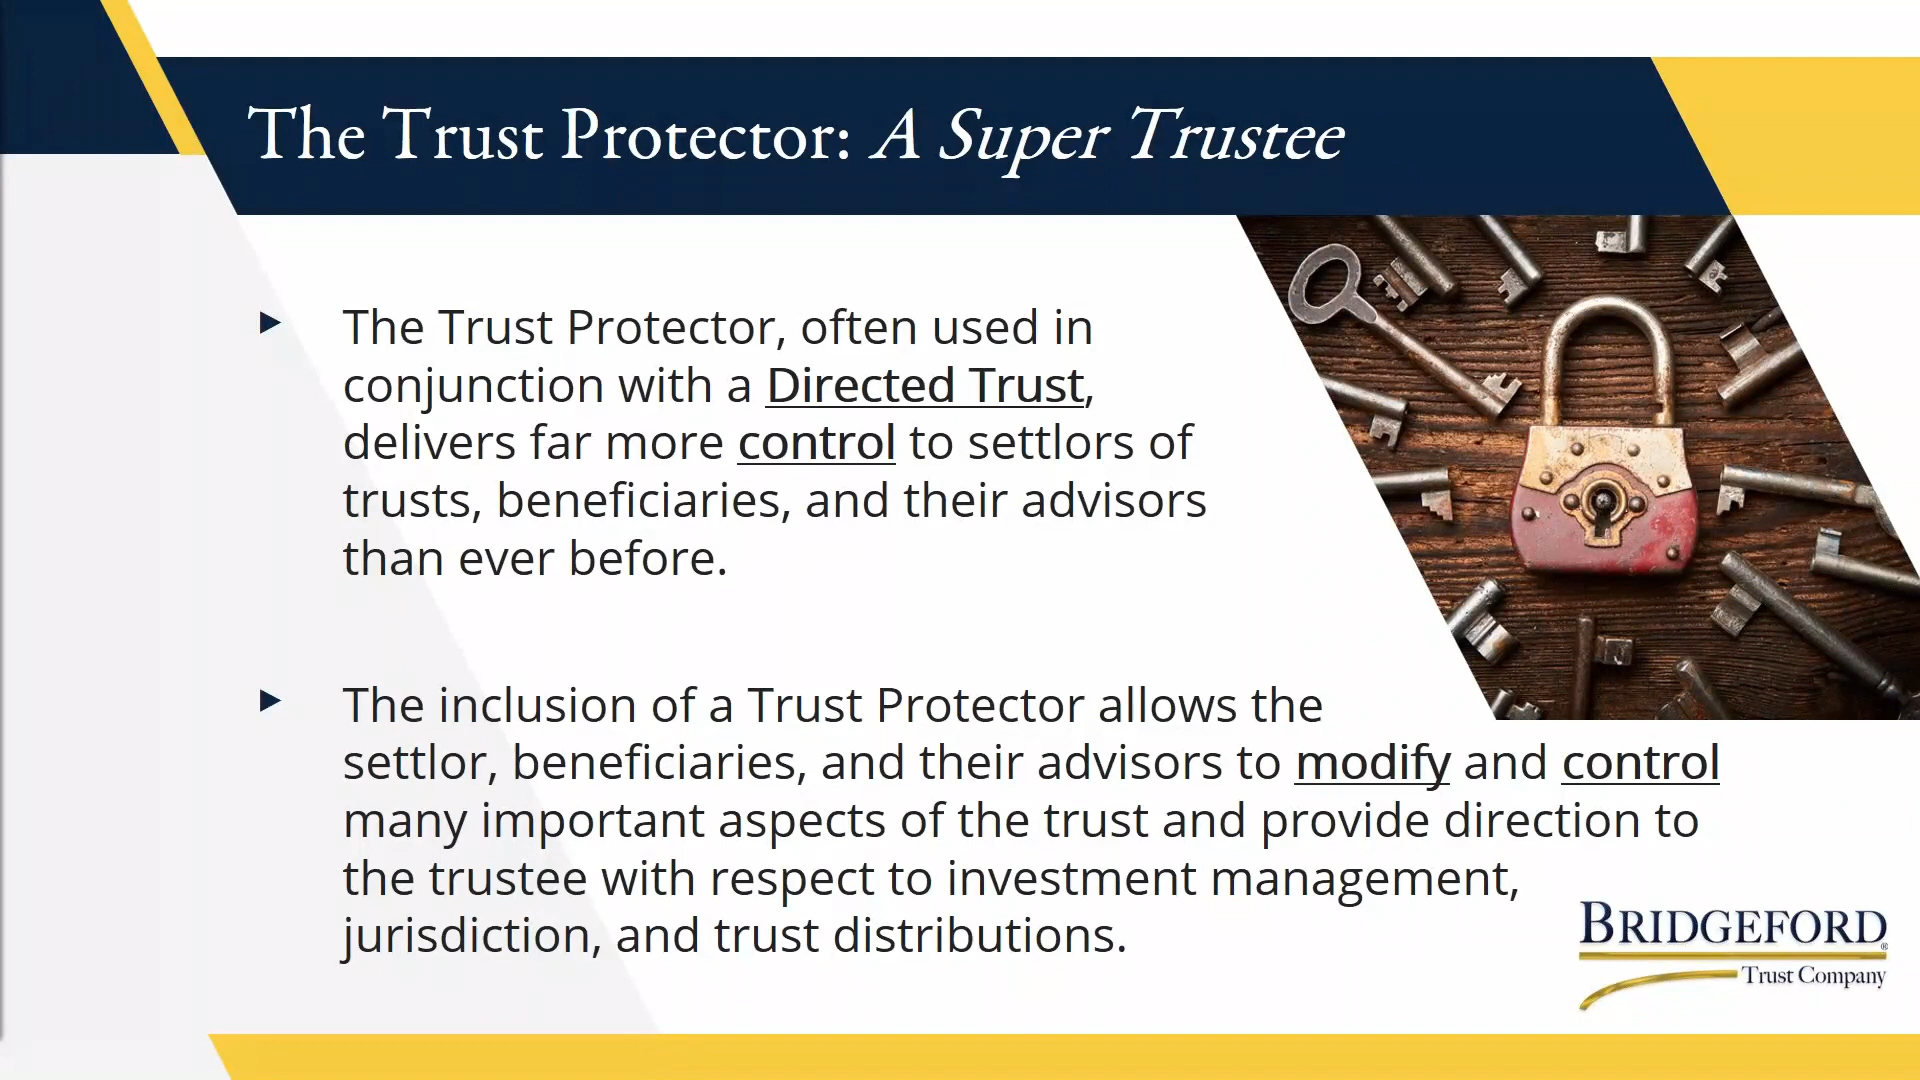 The Trust Protector: A Super Trustee
► The Trust Protector, often used in
conjunction with a Directed Trust,
delivers far more control to settlors of
trusts, beneficiaries, and their advisors
than ever before.
► The inclusion of a Trust Protector allows the
settlor, beneficiaries, and their advisors to modify and control
many important aspects of the trust and provide direction to
the trustee with respect to investment management,
jurisdiction, and trust distributions.
BRIDGEFORD®
Trust Company